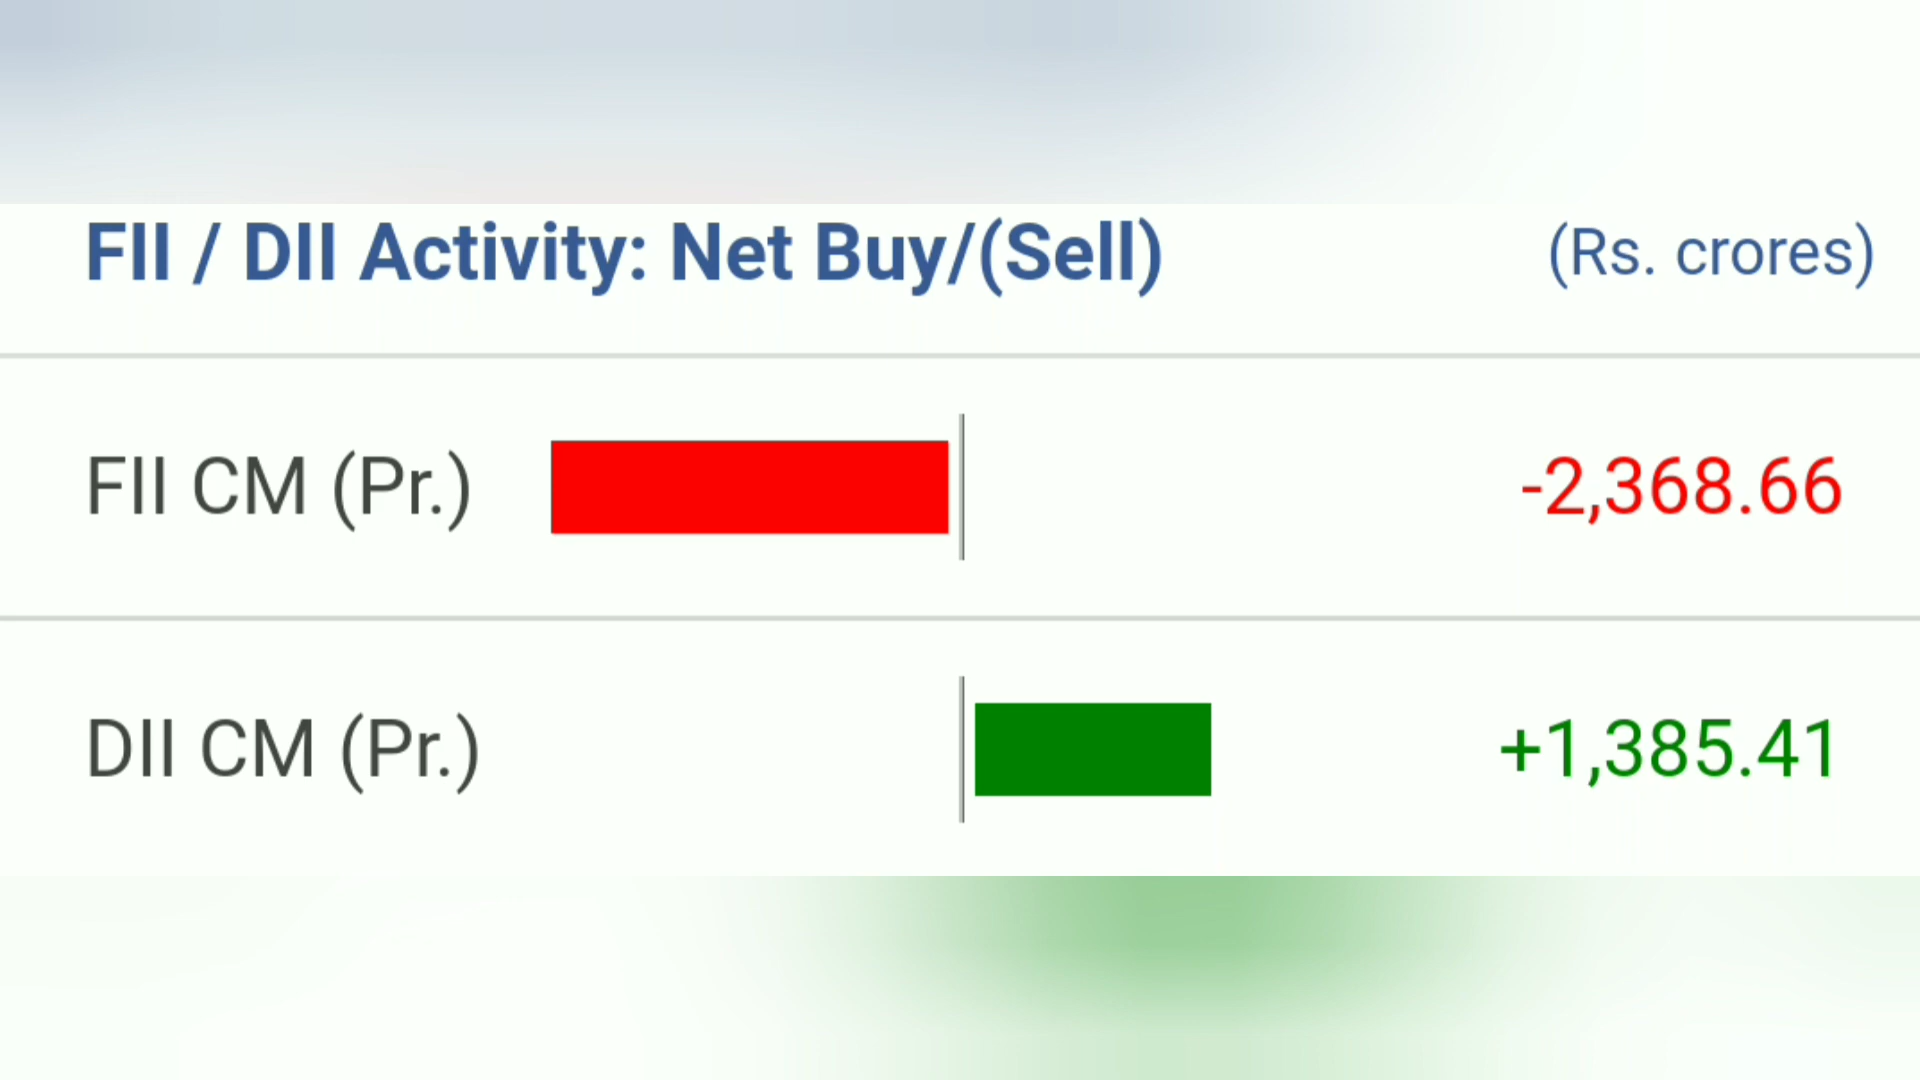 FII / DII Activity: Net Buy/(Sell) (Rs. crores)
FII CM (Pr.) -2,368.66
DII CM (Pr.) +1,385.41